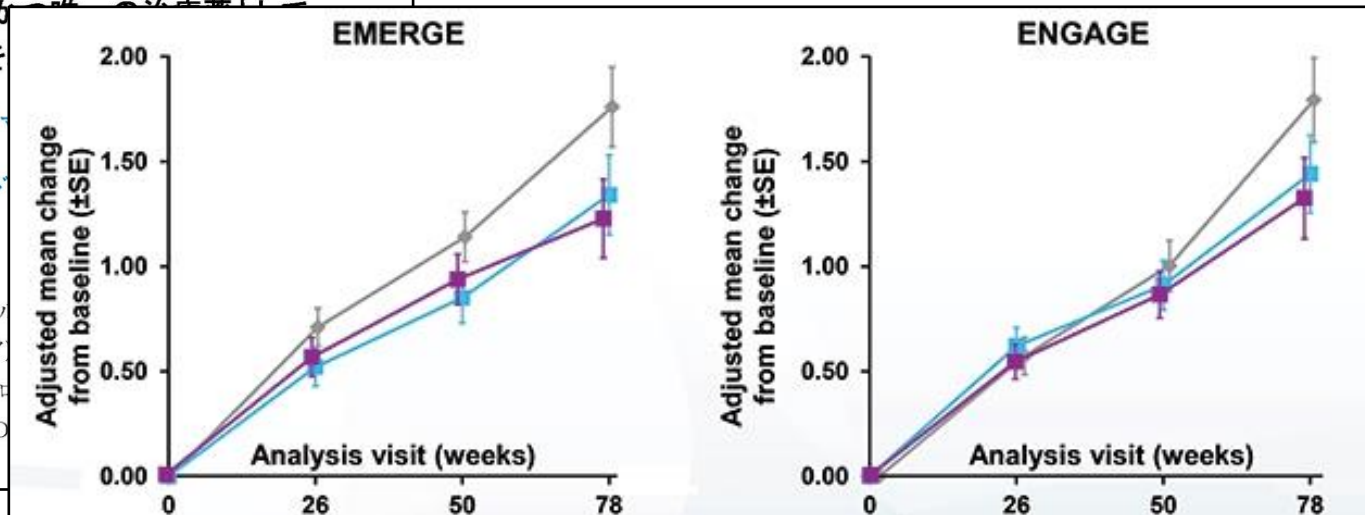 EMERGE
2.00
1.50
1.00
0.50
0.00
Adjusted mean change
from baseline (±SE)
Analysis visit (weeks)
0
26
50
78
ENGAGE
2.00
1.50
1.00
0.50
0.00
Adjusted mean change
from baseline (±SE)
Analysis visit (weeks)
0
26
50
78